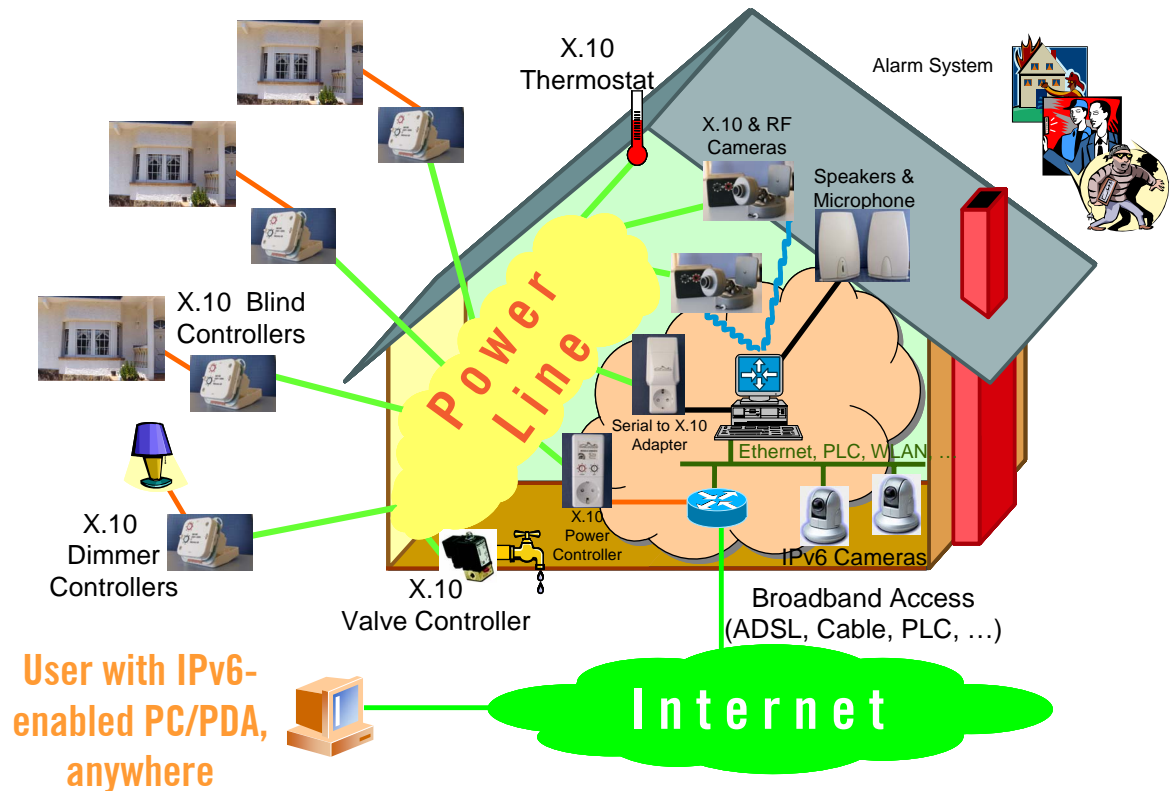 X.10
Thermostat
Alarm System
X.10 & RF
Cameras
Speakers &
Microphone
X.10  Blind
Controllers
Power
Line
Serial to X.10
Adapter
Ethernet, PLC, WLAN, …
X.10
Power
Controller
IPv6 Cameras
X.10
Dimmer
Controllers
X.10
Valve Controller
Broadband Access
(ADSL, Cable, PLC, …)
User with IPv6-
enabled PC/PDA,
anywhere
Internet